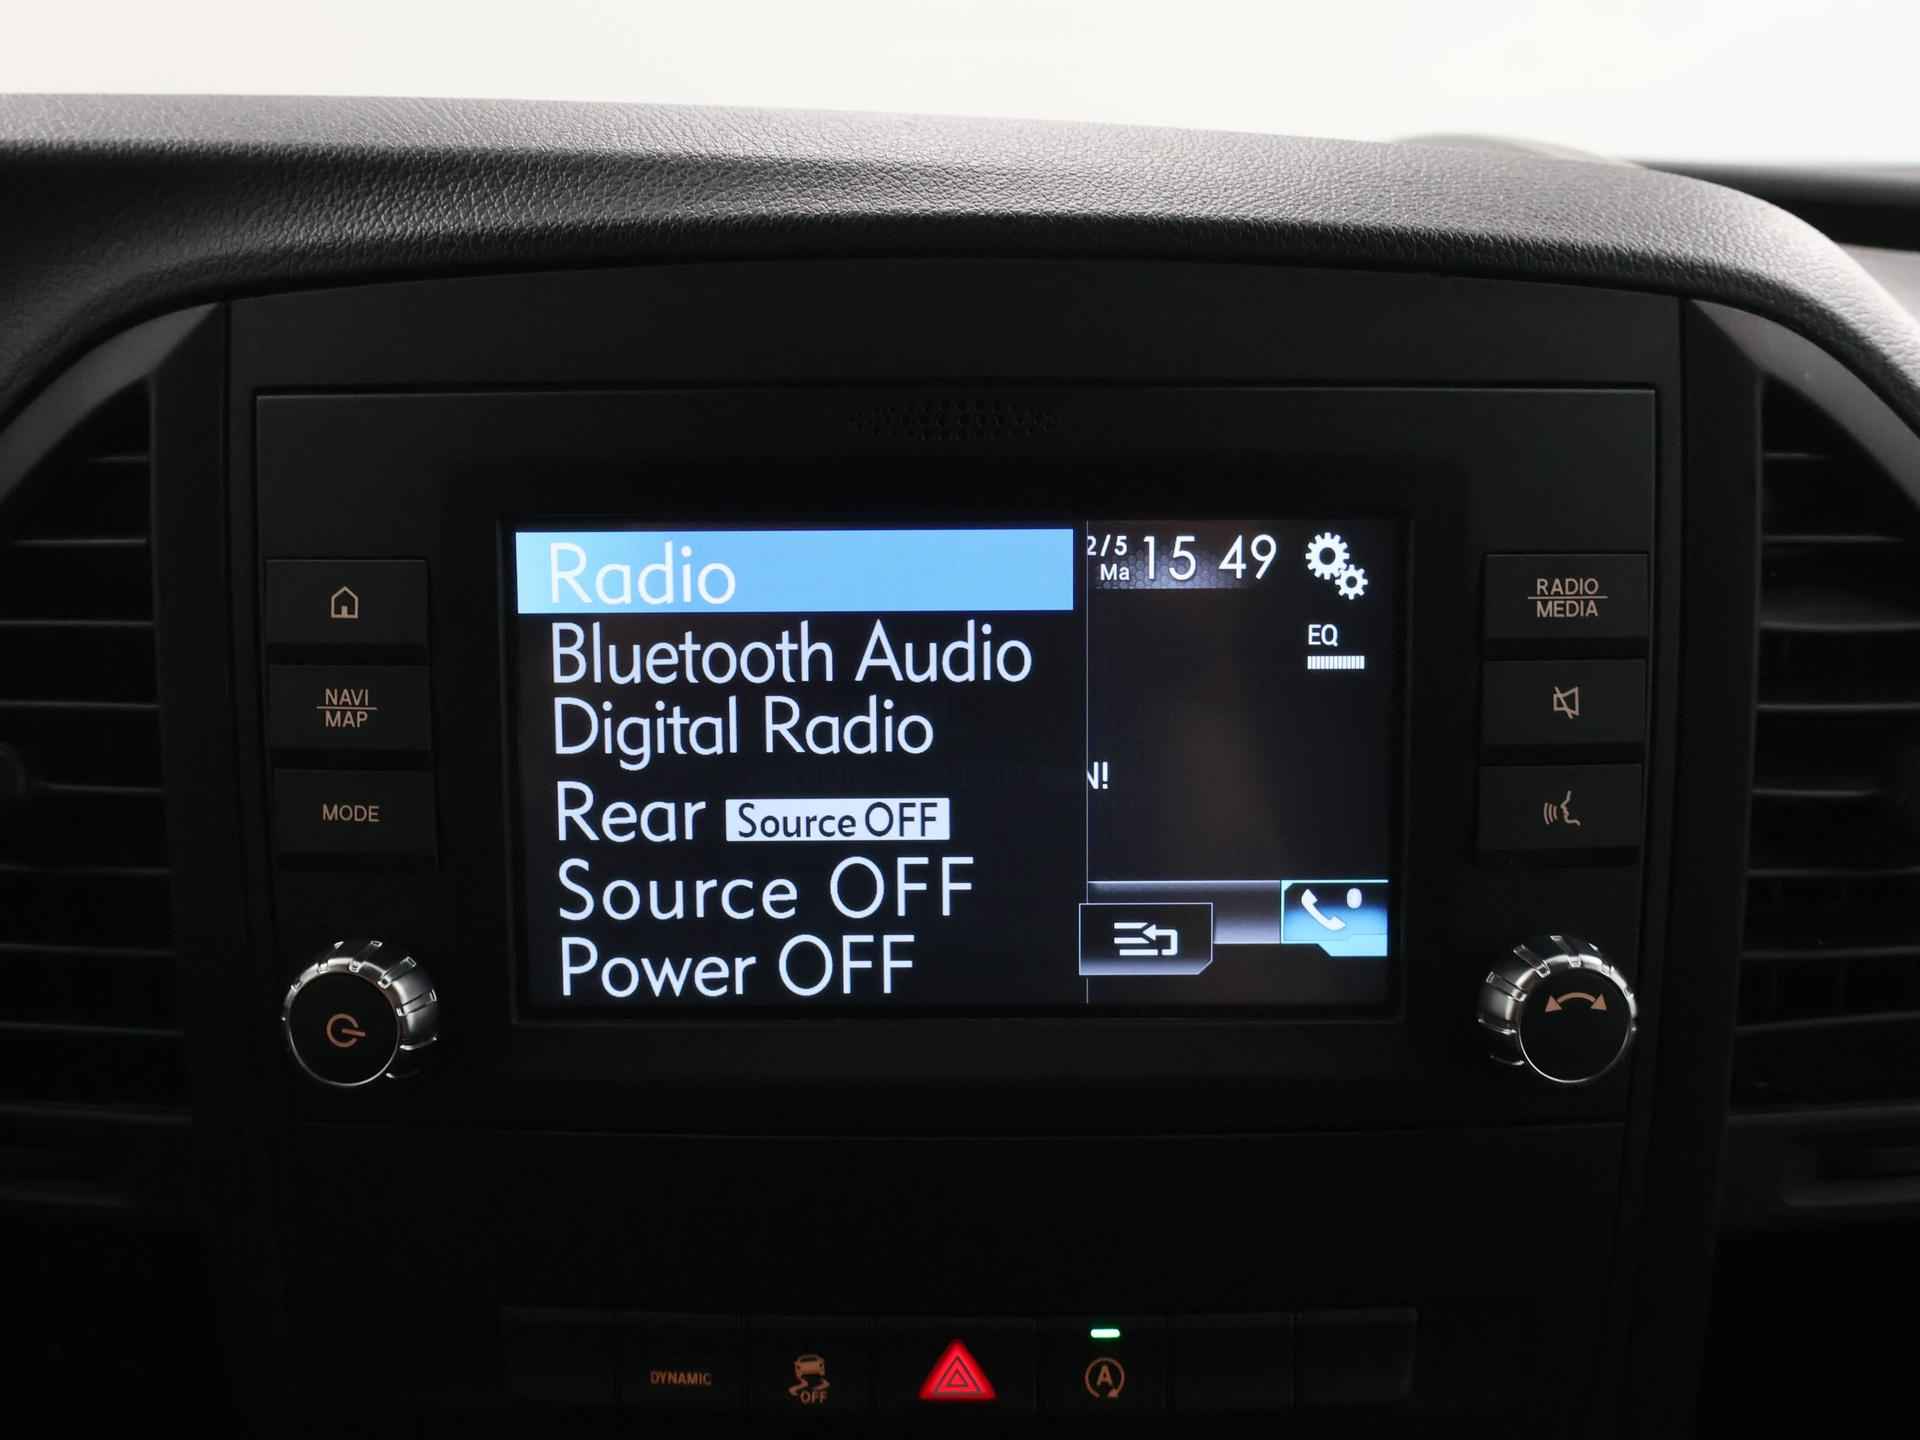 Radio
Bluetooth Audio
Digital Radio
Rear Source OFF
Source OFF
Power OFF
2/5
Ma
15 49
EQ
N!
NAVI
MAP
MODE
RADIO
MEDIA
DYNAMIC
OFF
A